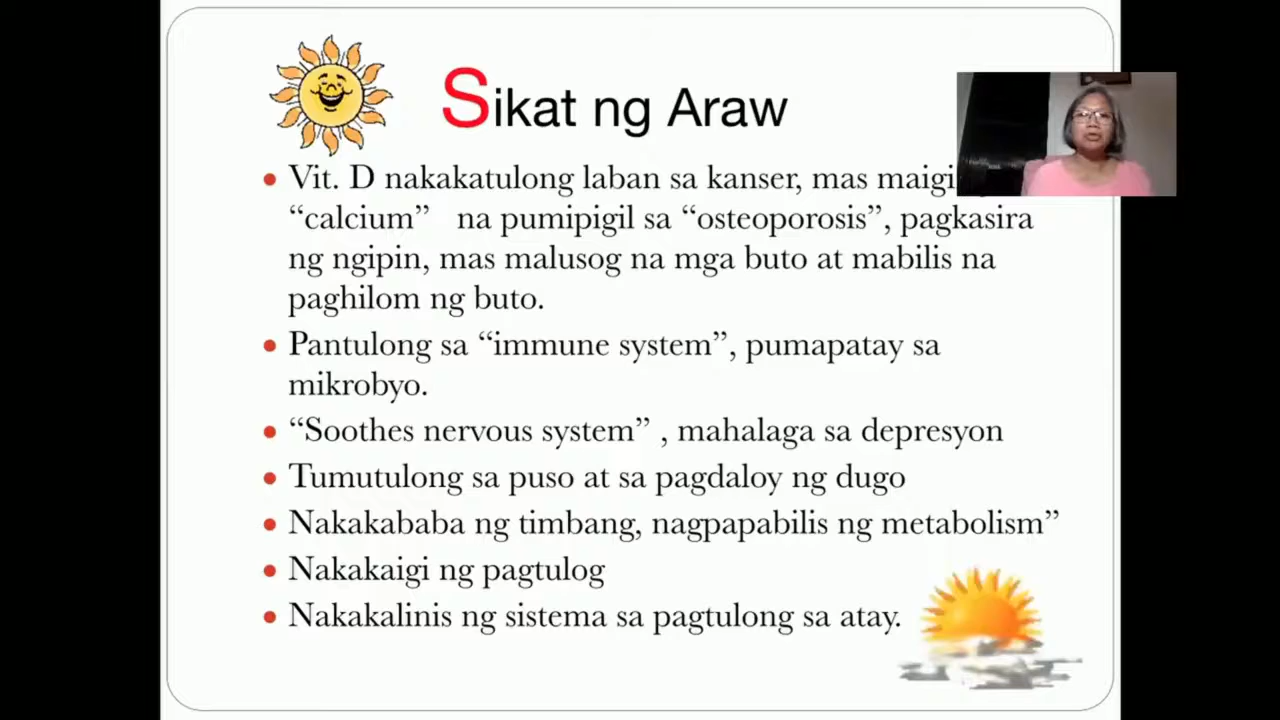 Sikat ng Araw
• Vit. D nakakatulong laban sa kanser, mas maigi
“calcium” na pumipigil sa “osteoporosis”, pagkasira
ng ngipin, mas malusog na mga buto at mabilis na
paghilom ng buto.
• Pantulong sa “immune system”, pumapatay sa
mikrobyo.
• “Soothes nervous system” , mahalaga sa depresyon
• Tumutulong sa puso at sa pagdaloy ng dugo
• Nakakababa ng timbang, nagpapabilis ng metabolism”
• Nakakaigi ng pagtulog
• Nakakalinis ng sistema sa pagtulong sa atay.